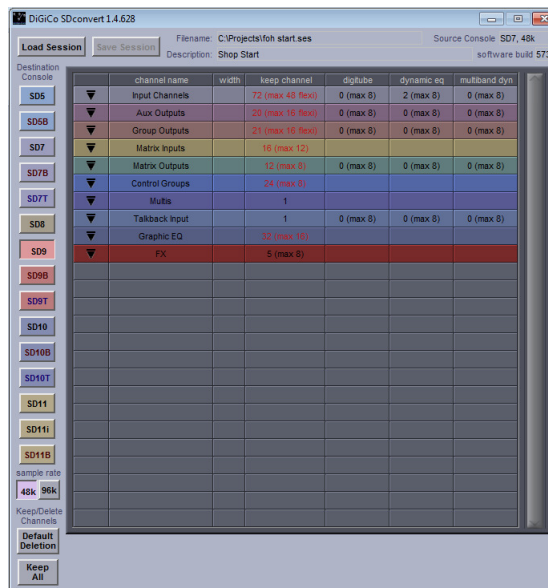 DiGiCo SDconvert 1.4.628
Load Session
Save Session
Filename: C:\Projects\foh start.ses
Source Console SD7, 48k
Description: Shop Start
software build 573
Destination
Console
channel name width keep channel digitube dynamic eq multiband dyn
SD5
Input Channels 72 (max 48 flexi) 0 (max 8) 2 (max 8) 0 (max 8)
SD5B
Aux Outputs 20 (max 16 flexi) 0 (max 8) 0 (max 8) 0 (max 8)
Group Outputs 21 (max 16 flexi) 0 (max 8) 0 (max 8) 0 (max 8)
SD7
Matrix Inputs 16 (max 12)
SD7B
Matrix Outputs 12 (max 8) 0 (max 8) 0 (max 8) 0 (max 8)
Control Groups 24 (max 8)
SD7T
Multis 1
SD8
Talkback Input 1 0 (max 8) 0 (max 8) 0 (max 8)
Graphic EQ 32 (max 16)
SD9
FX 5 (max 8)
SD9B
SD9T
SD10
SD10B
SD10T
SD11
SD11i
SD11B
sample rate
48k 96k
Keep/Delete
Channels
Default
Deletion
Keep
All